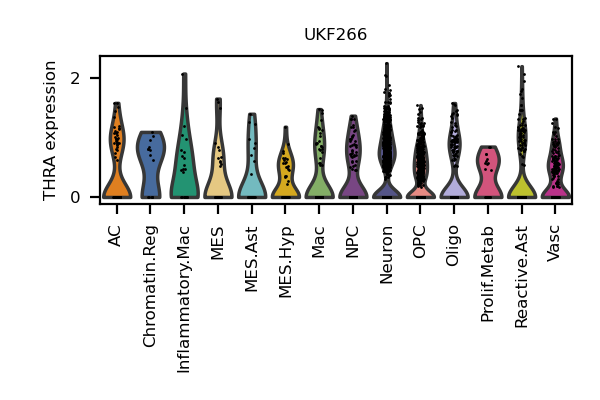 UKF266
THRA expression
2
0
AC
Chromatin.Reg
Inflammatory.Mac
MES
MES.Ast
MES.Hyp
Mac
NPC
Neuron
OPC
Oligo
Prolif.Metab
Reactive.Ast
Vasc